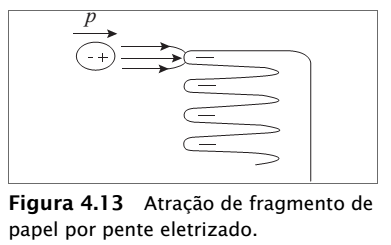 p
- +
Figura 4.13 Atração de fragmento de
papel por pente eletrizado.